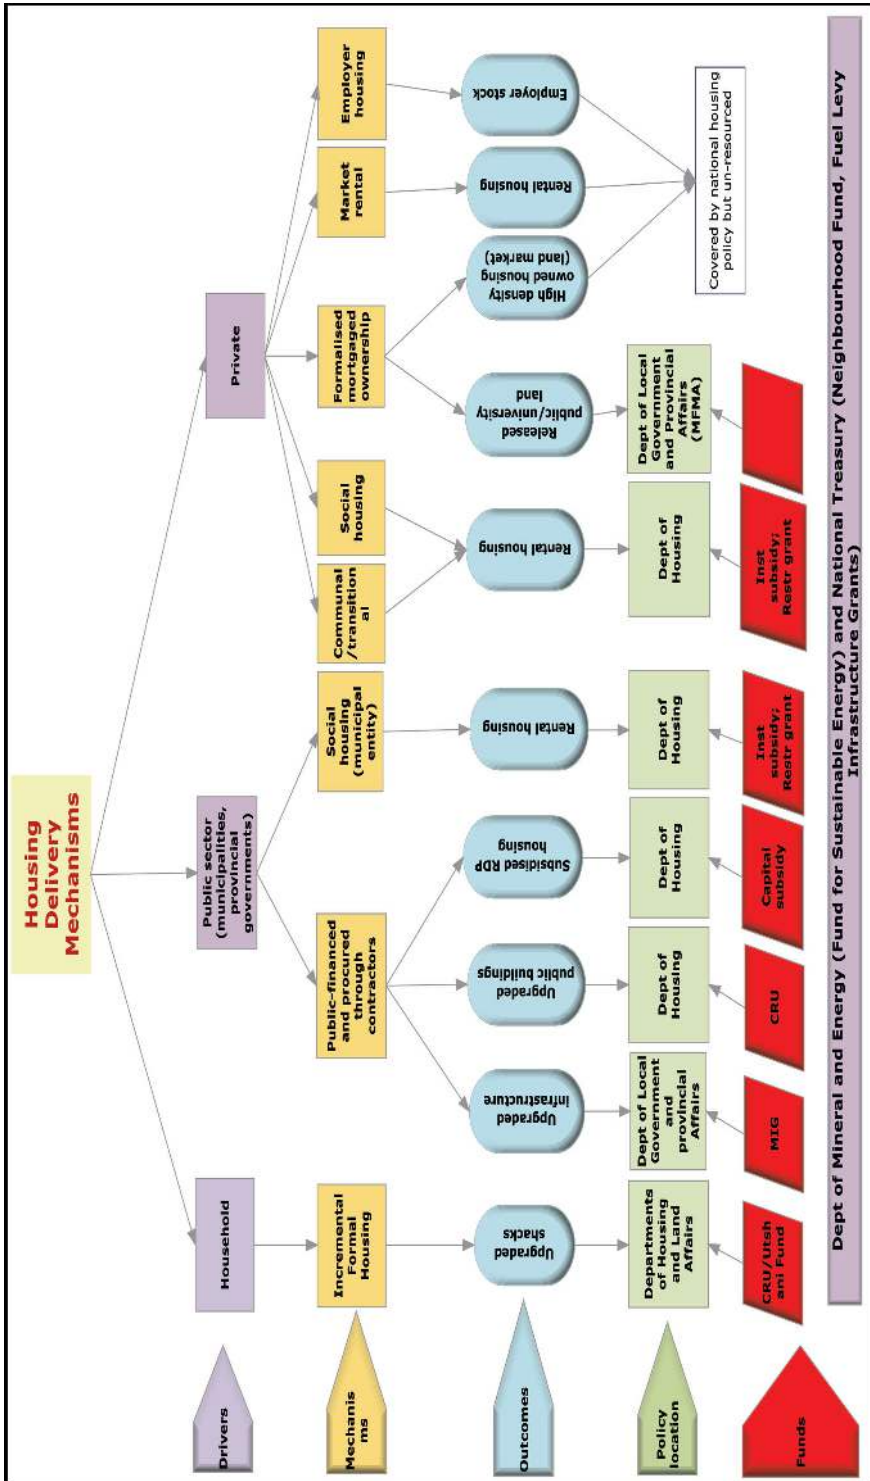 Housing
Delivery
Mechanisms
Drivers
Household
Public sector
(municipalities,
provincial
governments)
Private
Mechanis
ms
Incremental
Formal
Housing
Public-financed
and procured
through
contractors
Social
housing
(municipal
entity)
Communal
/transition
al
Social
housing
Formalised
mortgaged
ownership
Market
rental
Employer
housing
Outcomes
Upgraded
shacks
Upgraded
infrastructure
Upgraded
public buildings
Subsidised RDP
housing
Rental housing
Rental housing
Released
public/university
land
High density
owned housing
(land market)
Rental housing
Employer stock
Policy
location
Departments
of Housing
and Land
Affairs
Dept of Local
Government
and
provincial
Affairs
Dept of
Housing
Dept of
Housing
Dept of
Housing
Dept of
Housing
Dept of Local
Government
and Provincial
Affairs
(MFMA)
Covered by national housing
policy but un-resourced
Funds
CRU/Utsh
ani Fund
MIG
CRU
Capital
subsidy
Inst
subsidy;
Restr grant
Inst
subsidy;
Restr grant
Dept of Mineral and Energy (Fund for Sustainable Energy) and National Treasury (Neighbourhood Fund, Fuel Levy
Infrastructure Grants)